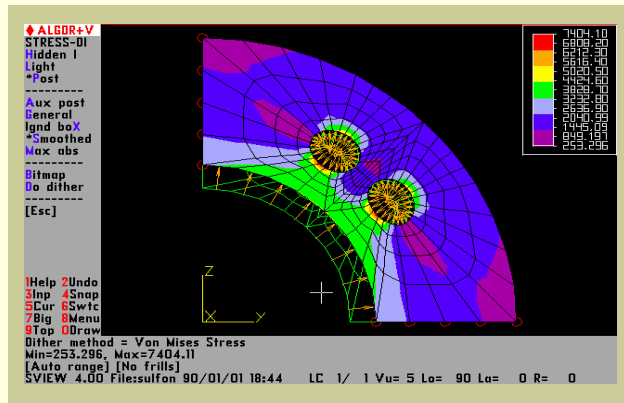 ALGOR+V
STRESS-DI
Hidden l
Light
*Post
---------
Aux post
General
Ignd boX
*Smoothed
Max abs
---------
Bitmap
Do dither
---------
[Esc]
1Help 2Undo
3Inp 4Snap
5Cur 6Swtc
7Big 8Menu
9Top 0Draw
7404.10
6808.20
6212.30
5616.40
5020.50
4424.60
3828.70
3232.80
2636.90
2040.99
1445.09
849.197
253.296
Z
X
Y
Dither method = Von Mises Stress
Min=253.296, Max=7404.11
[Auto range] [No frills]
SVIEW 4.00 File:sulfon 90/01/01 18:44 LC 1/ 1 Vu= 5 Lo= 90 La= 0 R= 0